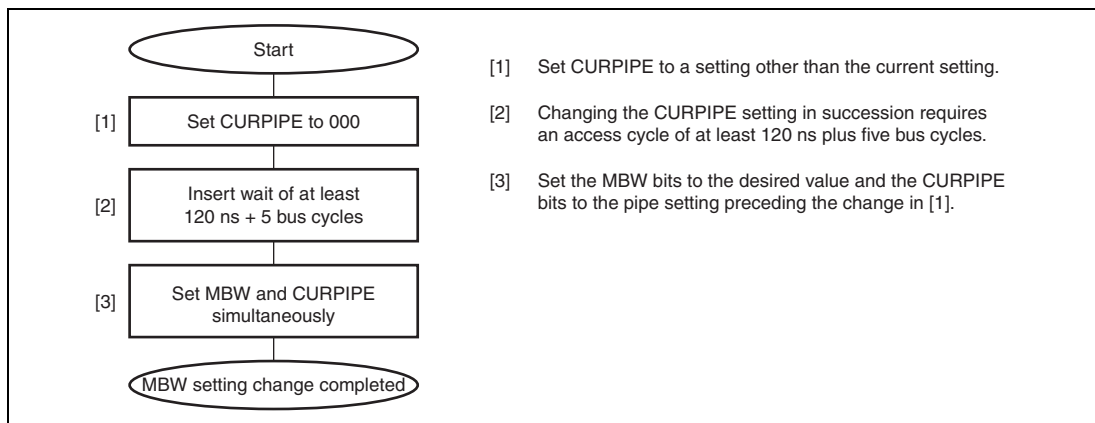 Start
[1]
Set CURPIPE to 000
[2]
Insert wait of at least
120 ns + 5 bus cycles
[3]
Set MBW and CURPIPE
simultaneously
MBW setting change completed
[1] Set CURPIPE to a setting other than the current setting.
[2] Changing the CURPIPE setting in succession requires
an access cycle of at least 120 ns plus five bus cycles.
[3] Set the MBW bits to the desired value and the CURPIPE
bits to the pipe setting preceding the change in [1].